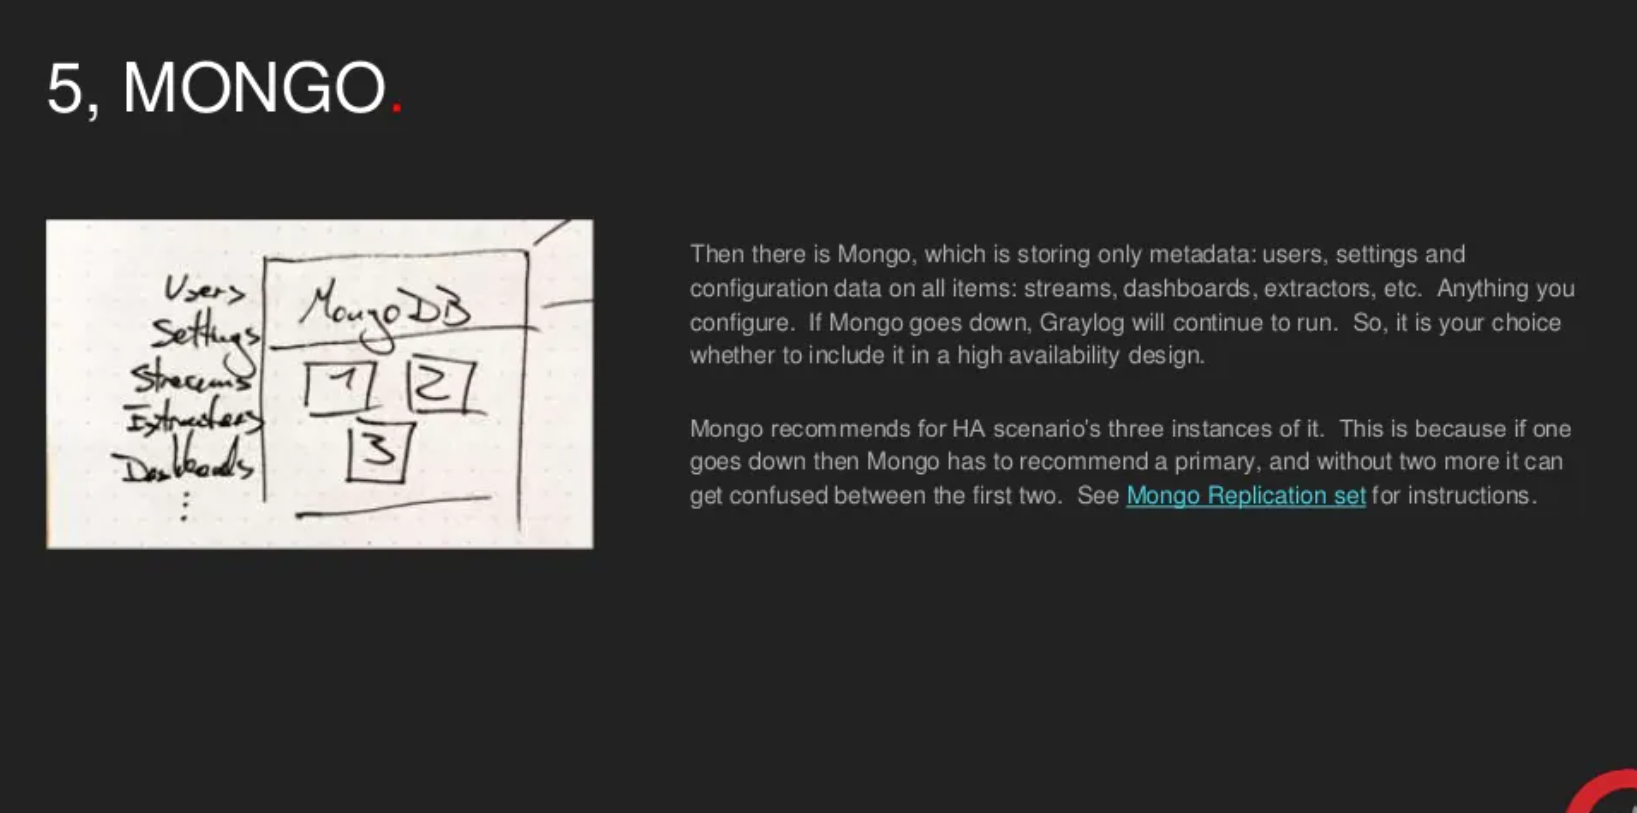 5, MONGO.
Users
Settings
Streams
Extractors
Dashboards
MongoDB
1 2
3
Then there is Mongo, which is storing only metadata: users, settings and
configuration data on all items: streams, dashboards, extractors, etc.  Anything you
configure.  If Mongo goes down, Graylog will continue to run.  So, it is your choice
whether to include it in a high availability design.
Mongo recommends for HA scenario's three instances of it.  This is because if one
goes down then Mongo has to recommend a primary, and without two more it can
get confused between the first two.  See Mongo Replication set for instructions.